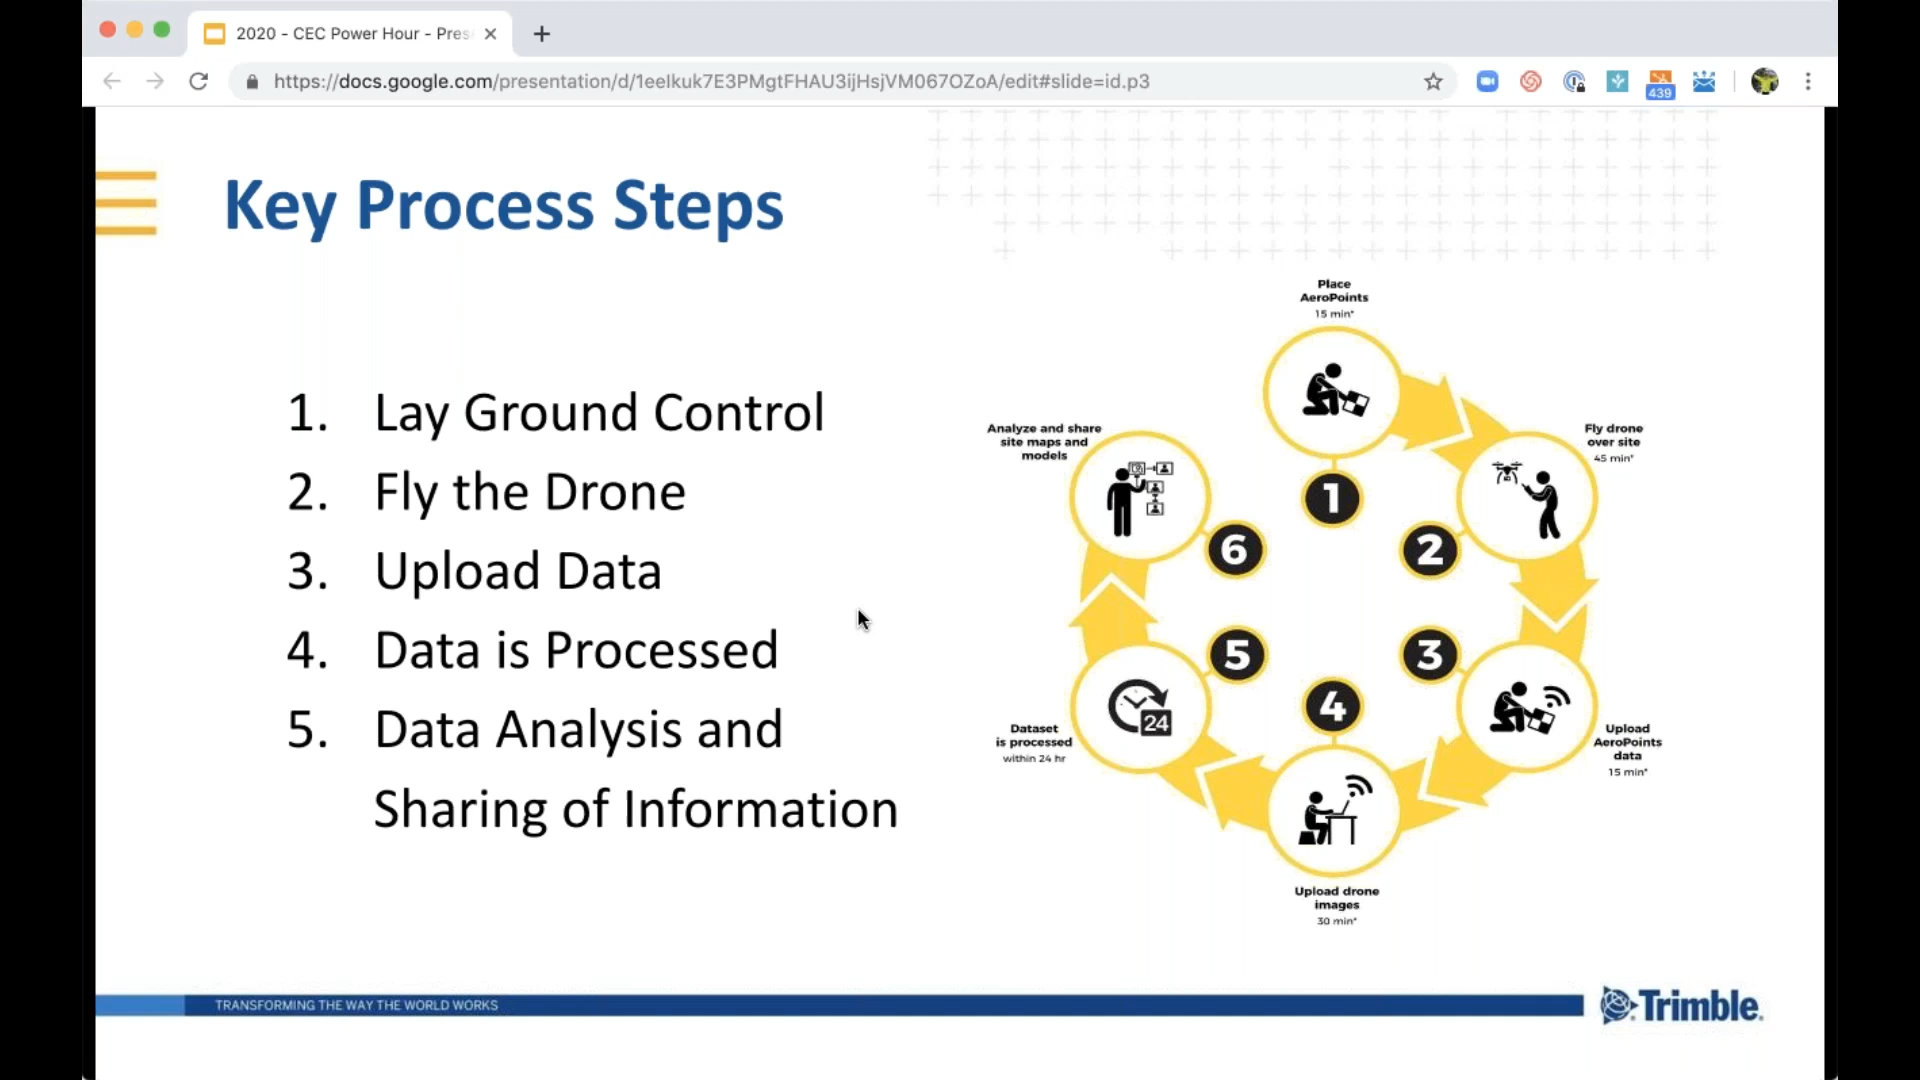 2020 - CEC Power Hour - Pres
https://docs.google.com/presentation/d/1eeIkuk7E3PMgtFHAU3ijHsjVM067OZoA/edit#slide=id.p3
439
Key Process Steps
1. Lay Ground Control
2. Fly the Drone
3. Upload Data
4. Data is Processed
5. Data Analysis and
Sharing of Information
Place
AeroPoints
15 min*
1
Fly drone
over site
45 min*
2
Upload
AeroPoints
data
15 min*
3
Upload drone
images
30 min*
4
Dataset
is processed
within 24 hr
24
5
Analyze and share
site maps and
models
6
TRANSFORMING THE WAY THE WORLD WORKS
Trimble.